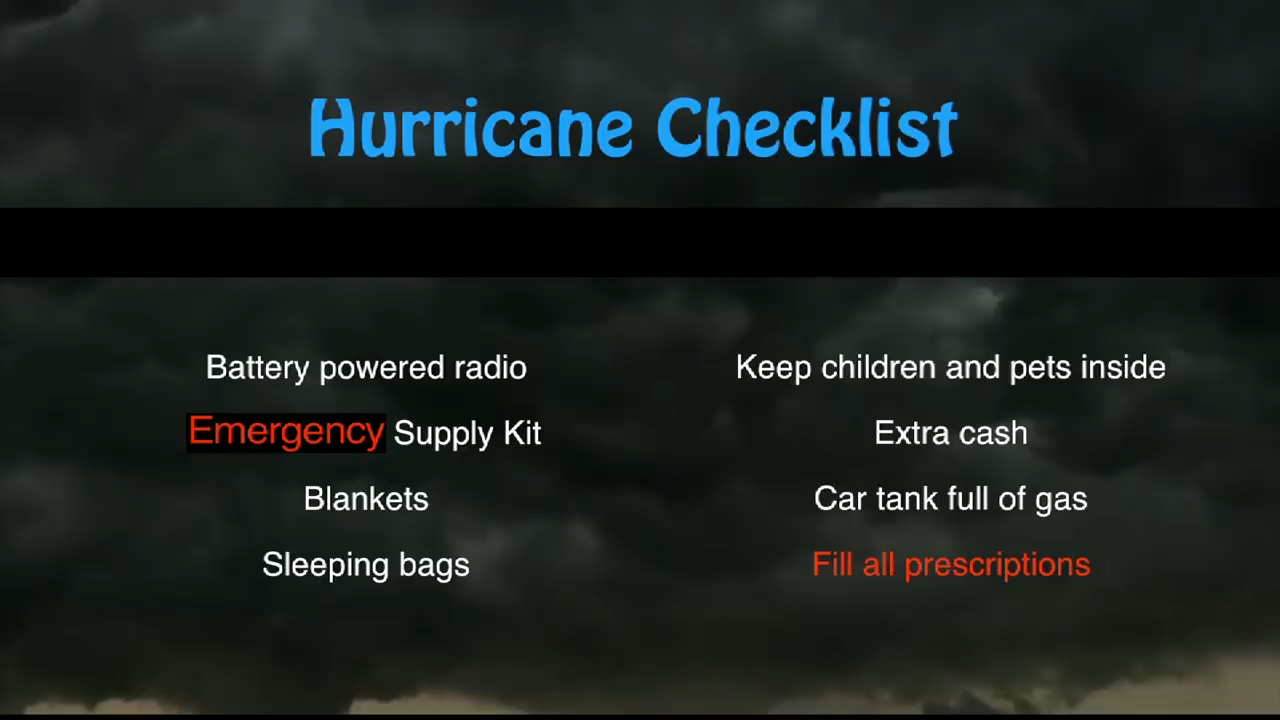 Hurricane Checklist
Battery powered radio
Emergency Supply Kit
Blankets
Sleeping bags
Keep children and pets inside
Extra cash
Car tank full of gas
Fill all prescriptions